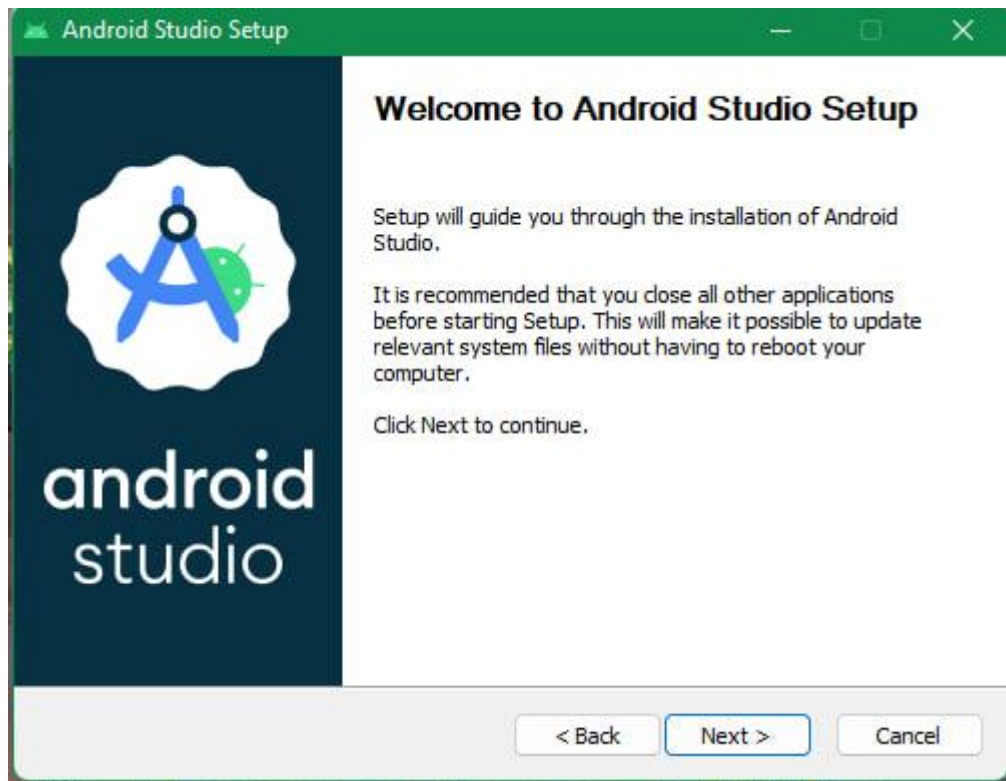 Android Studio Setup
Welcome to Android Studio Setup
Setup will guide you through the installation of Android
Studio.
It is recommended that you close all other applications
before starting Setup. This will make it possible to update
relevant system files without having to reboot your
computer.
Click Next to continue.
android
studio
< Back
Next >
Cancel